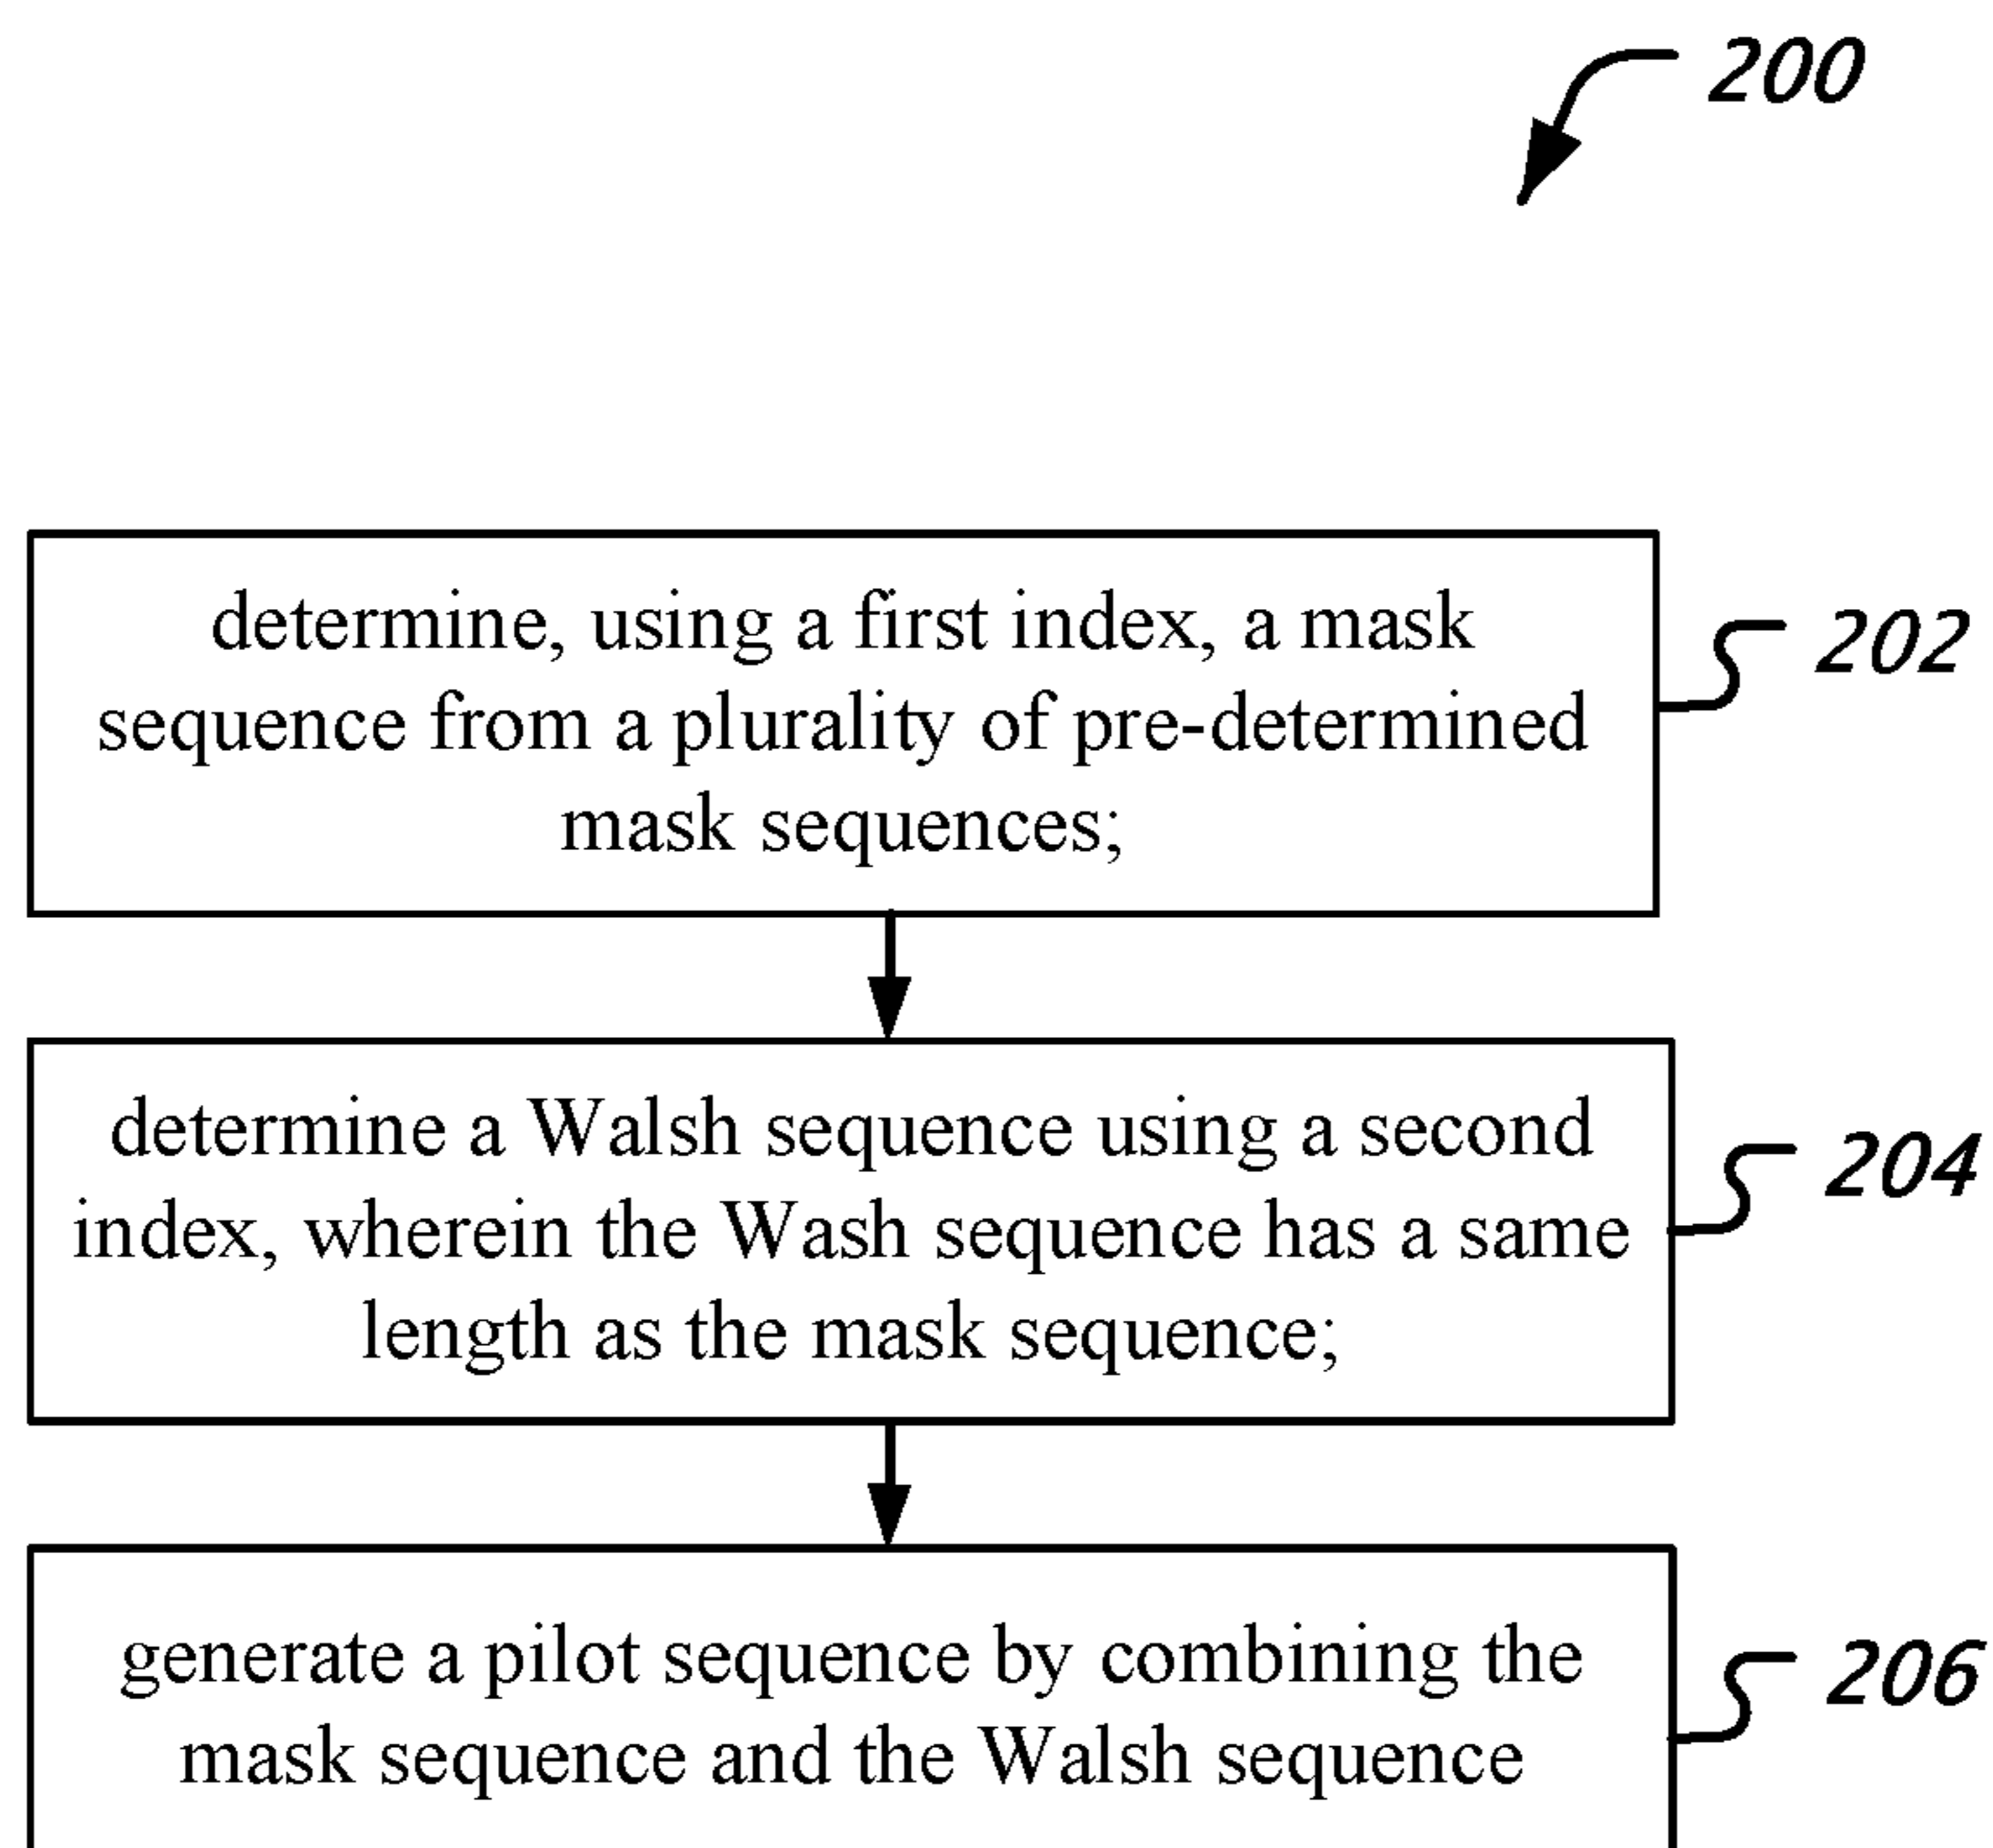 200
determine, using a first index, a mask
sequence from a plurality of pre-determined
mask sequences;
202
determine a Walsh sequence using a second
index, wherein the Wash sequence has a same
length as the mask sequence;
204
generate a pilot sequence by combining the
mask sequence and the Walsh sequence
206